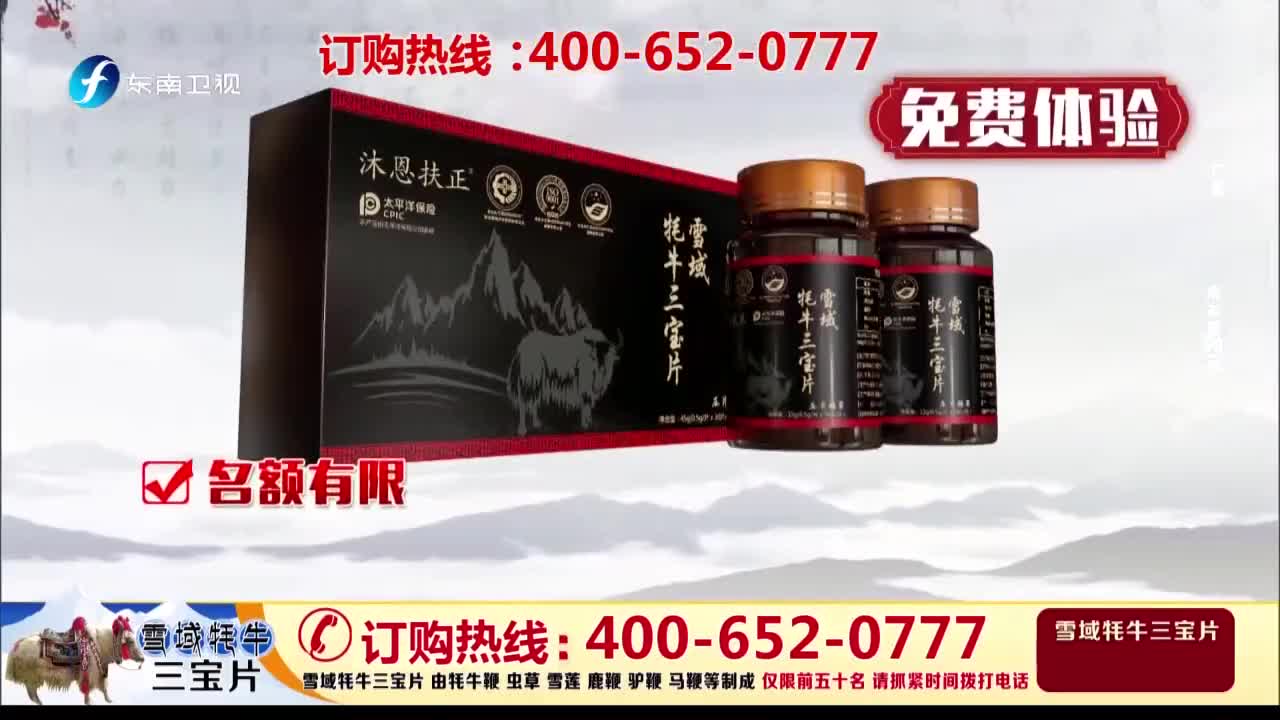 订购热线：400-652-0777
东南卫视
免费体验
沐恩扶正
太平洋保险
CPIC
雪域
牦牛三宝片
雪域
牦牛三宝片
雪域
牦牛三宝片
名额有限
雪域牦牛
三宝片
订购热线：400-652-0777
雪域牦牛三宝片 由牦牛鞭 虫草 雪莲 鹿鞭 驴鞭 马鞭等制成 仅限前五十名 请抓紧时间拨打电话
雪域牦牛三宝片